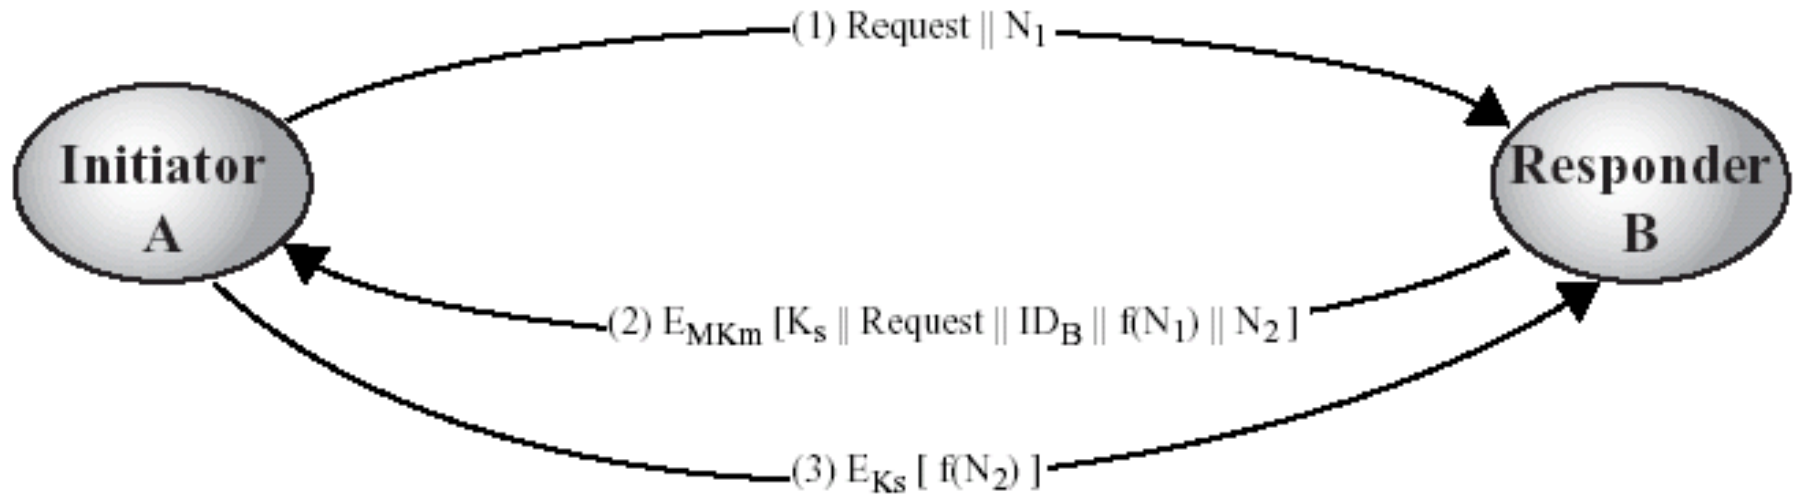 (1) Request || N1
Initiator
A
Responder
B
(2) EMKm [Ks || Request || IDB || f(N1) || N2 ]
(3) EKs [ f(N2) ]